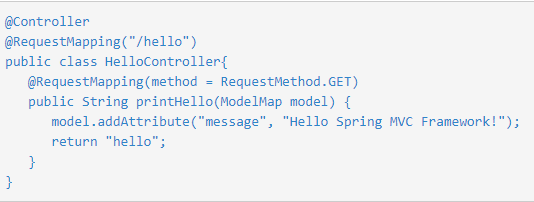 @Controller
@RequestMapping("/hello")
public class HelloController{
   @RequestMapping(method = RequestMethod.GET)
   public String printHello(ModelMap model) {
      model.addAttribute("message", "Hello Spring MVC Framework!");
      return "hello";
   }
}